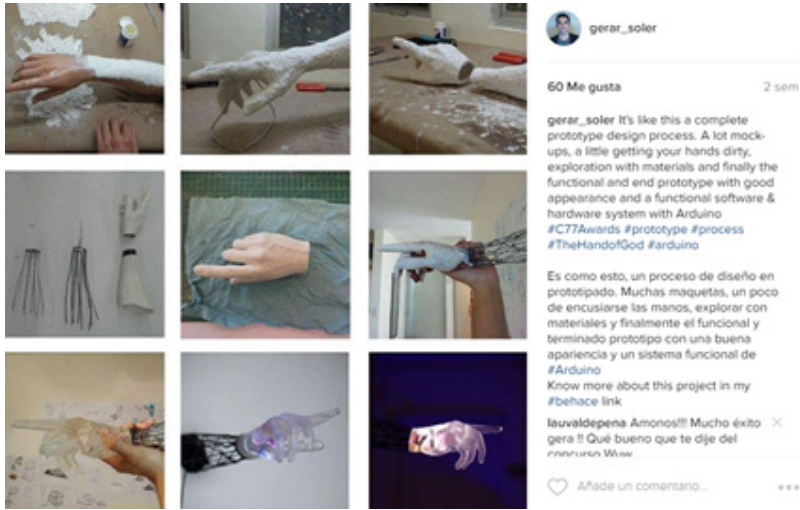 gerar_soler
60 Me gusta
2 sem
gerar_soler It's like this a complete
prototype design process. A lot mock-
ups, a little getting your hands dirty,
exploration with materials and finally the
functional and end prototype with good
appearance and a functional software &
hardware system with Arduino
#C77Awards #prototype #process
#TheHandofGod #arduino
Es como esto, un proceso de diseño en
prototipado. Muchas maquetas, un poco
de encusiarse las manos, explorar con
materiales y finalmente el funcional y
terminado prototipo con una buena
apariencia y un sistema funcional de
#Arduino
Know more about this project in my
#behace link
lauvaldepena Amonos!!! Mucho éxito
gera !! Qué bueno que te dije del
concurso Wuw
Añade un comentario...